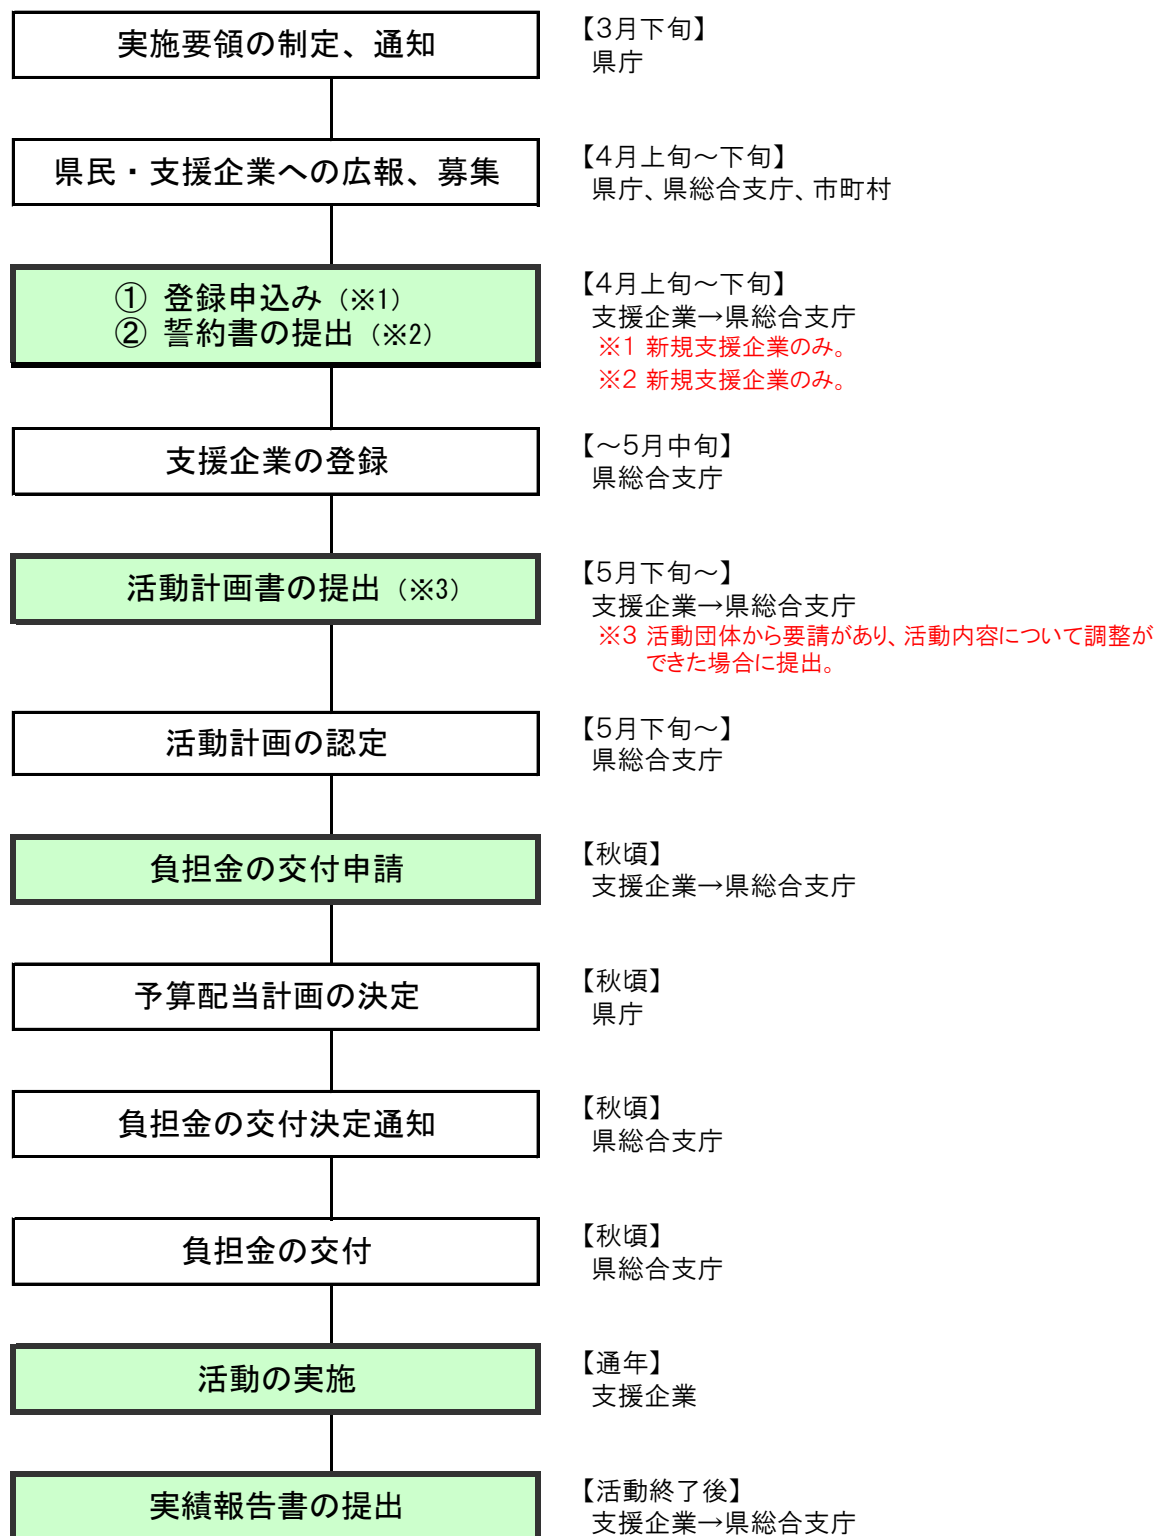 実施要領の制定、通知
【3月下旬】
県庁
県民・支援企業への広報、募集
【4月上旬～下旬】
県庁、県総合支庁、市町村
① 登録申込み（※1）
② 誓約書の提出（※2）
【4月上旬～下旬】
支援企業→県総合支庁
※1 新規支援企業のみ。
※2 新規支援企業のみ。
支援企業の登録
【～5月中旬】
県総合支庁
活動計画書の提出（※3）
【5月下旬～】
支援企業→県総合支庁
※3 活動団体から要請があり、活動内容について調整が
できた場合に提出。
活動計画の認定
【5月下旬～】
県総合支庁
負担金の交付申請
【秋頃】
支援企業→県総合支庁
予算配当計画の決定
【秋頃】
県庁
負担金の交付決定通知
【秋頃】
県総合支庁
負担金の交付
【秋頃】
県総合支庁
活動の実施
【通年】
支援企業
実績報告書の提出
【活動終了後】
支援企業→県総合支庁